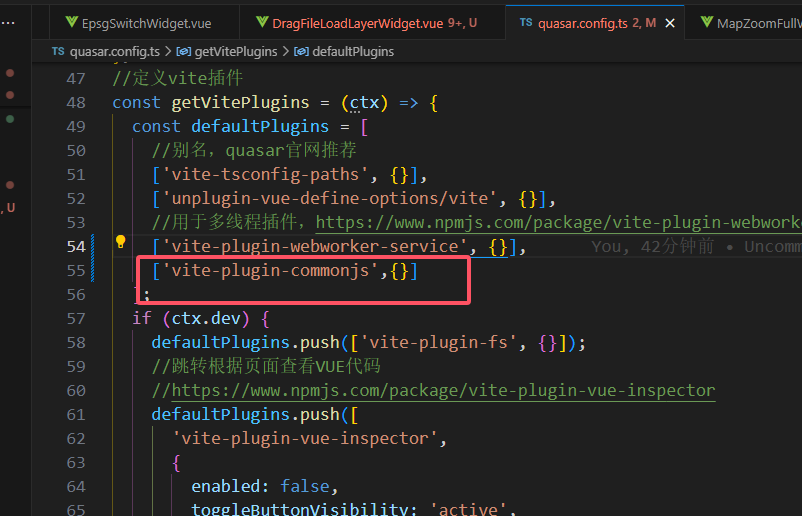 EpsgSwitchWidget.vue DragFileLoadLayerWidget.vue 9+, U TS quasar.config.ts 2, M MapZoomFullW
TS quasar.config.ts > getVitePlugins > defaultPlugins
47 //定义vite插件
48 const getVitePlugins = (ctx) => {
49 const defaultPlugins = [
50 //别名，quasar官网推荐
51 ['vite-tsconfig-paths', {}],
52 ['unplugin-vue-define-options/vite', {}],
53 //用于多线程插件，https://www.npmjs.com/package/vite-plugin-webworke
54 ['vite-plugin-webworker-service', {}], You, 42分钟前 • Uncomm
55 ['vite-plugin-commonjs',{}]
56 ];
57 if (ctx.dev) {
58 defaultPlugins.push(['vite-plugin-fs', {}]);
59 //跳转根据页面查看VUE代码
60 //https://www.npmjs.com/package/vite-plugin-vue-inspector
61 defaultPlugins.push([
62 'vite-plugin-vue-inspector',
63 {
64 enabled: false,
65 toggleButtonVisibility: 'active',
, U